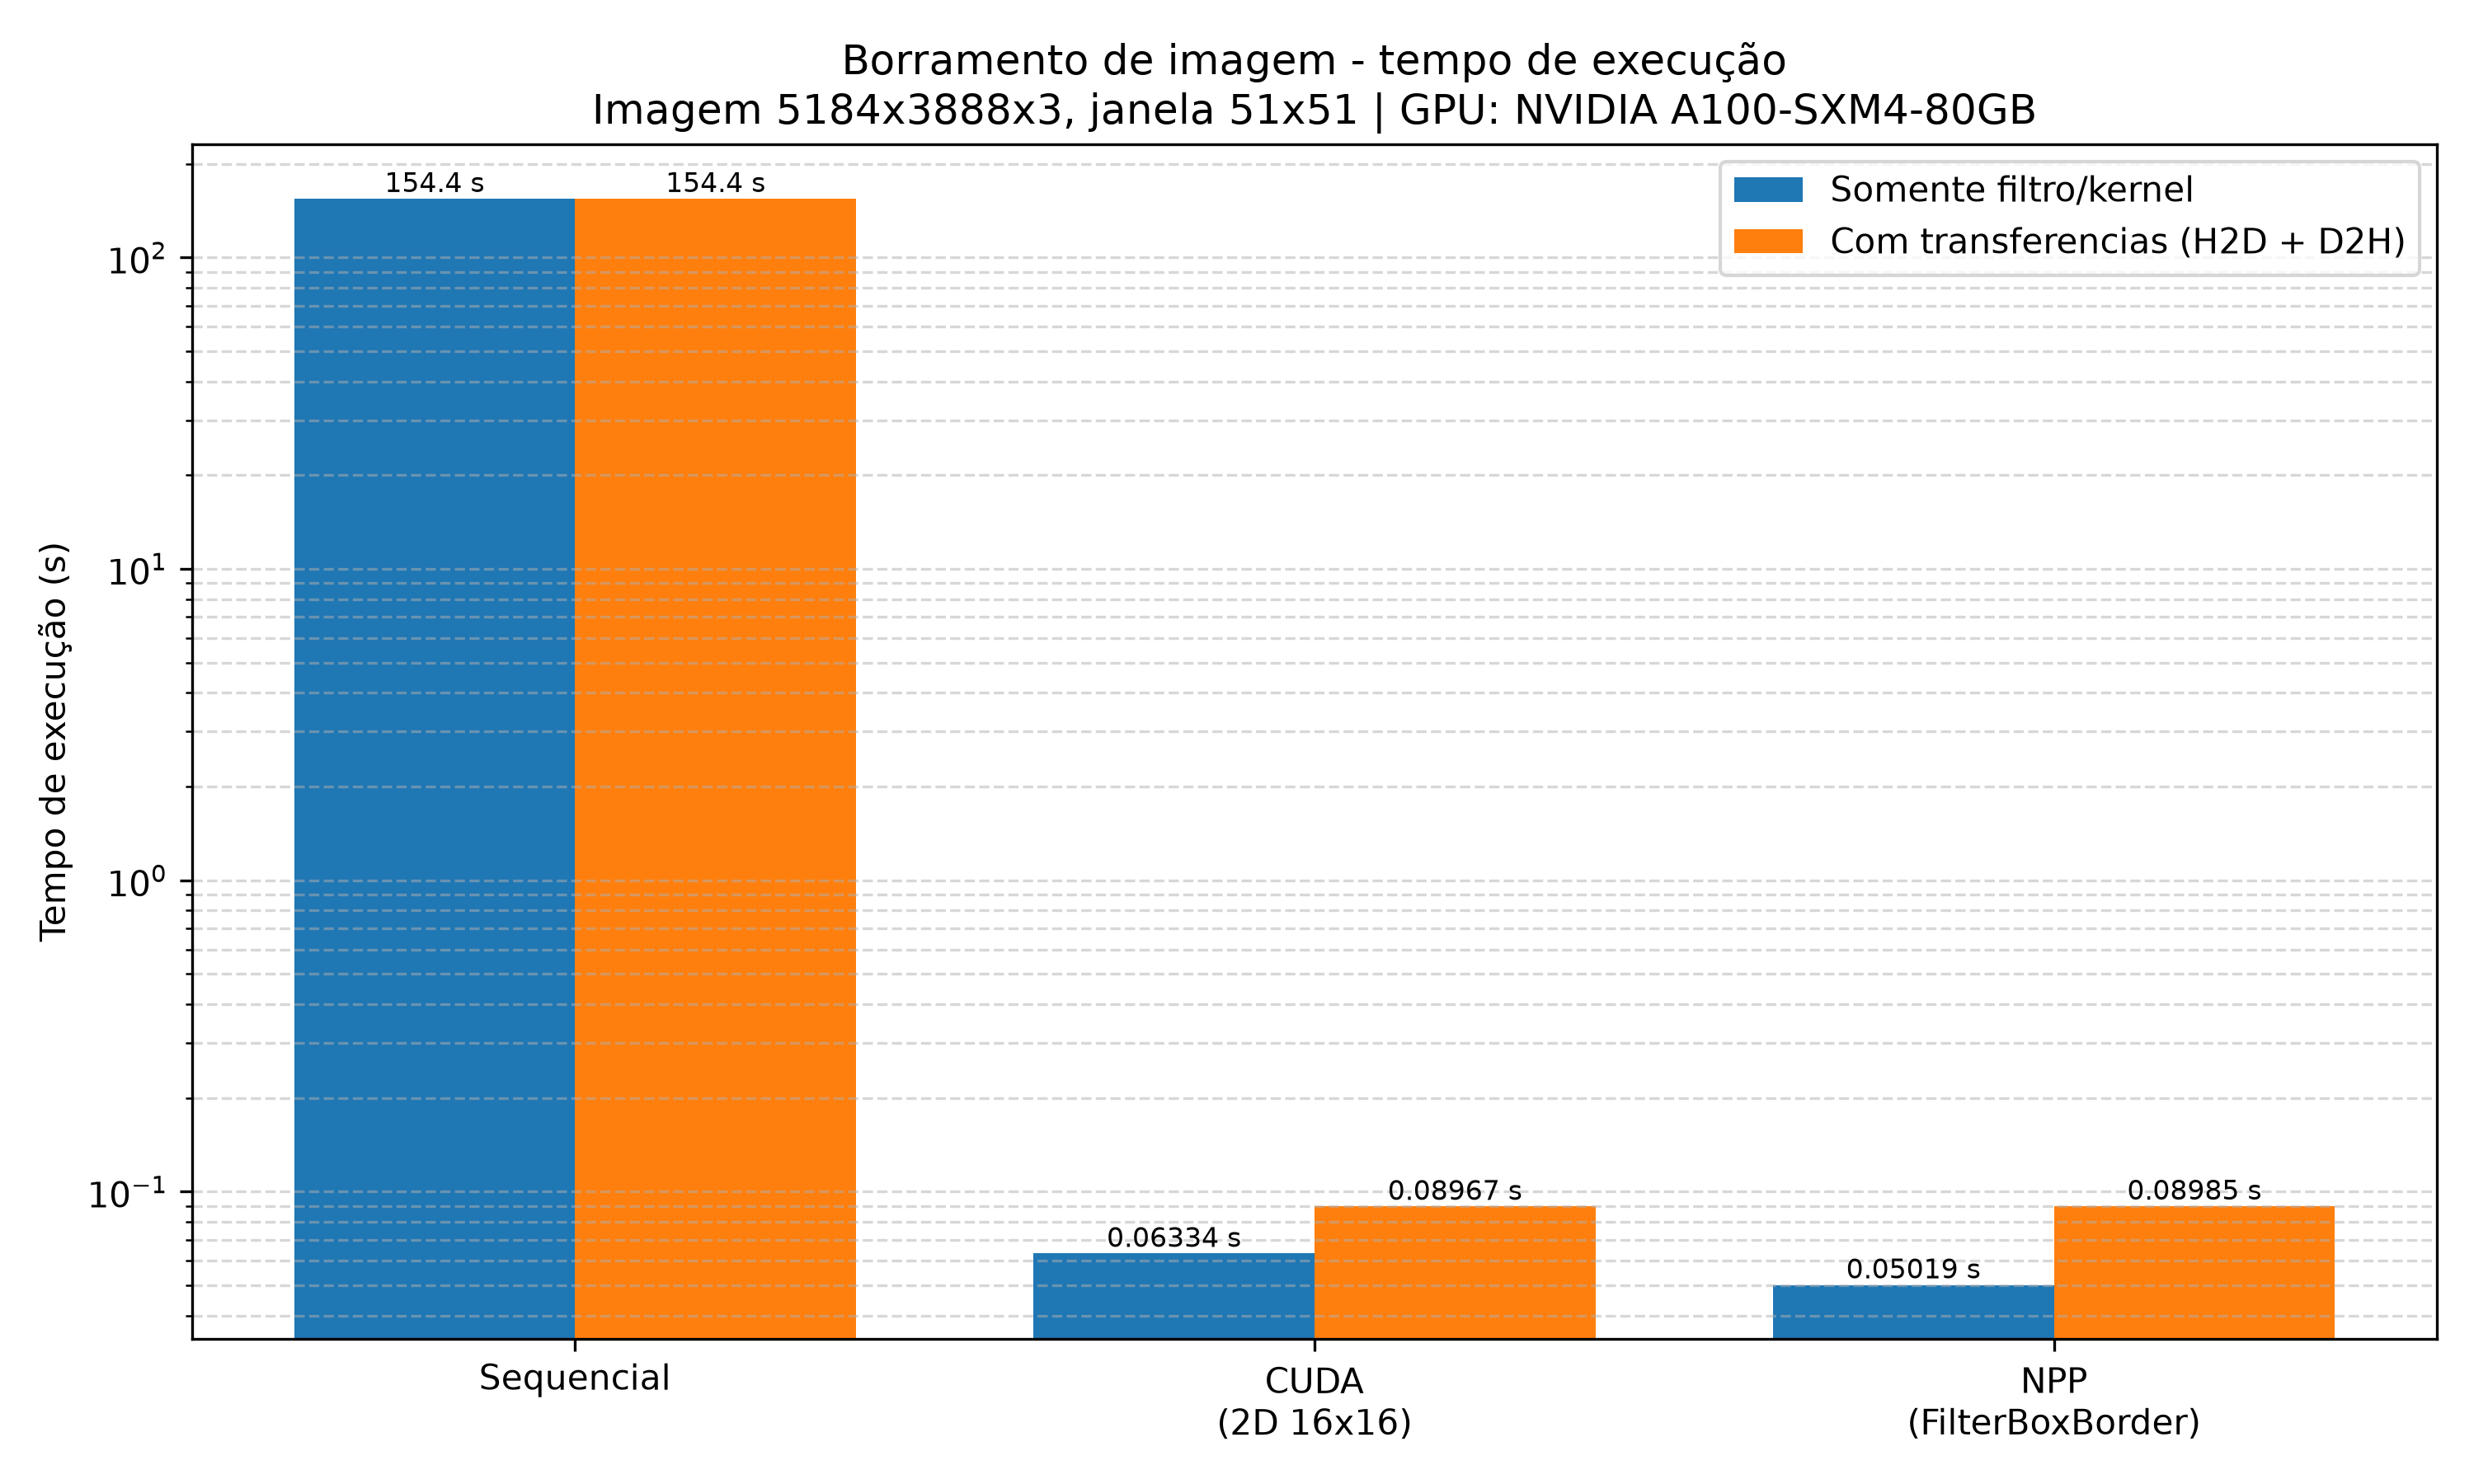 Borramento de imagem - tempo de execução
Imagem 5184x3888x3, janela 51x51 | GPU: NVIDIA A100-SXM4-80GB
Somente filtro/kernel
Com transferencias (H2D + D2H)
Tempo de execução (s)
10²
10¹
10⁰
10⁻¹
154.4 s
154.4 s
0.06334 s
0.08967 s
0.05019 s
0.08985 s
Sequencial
CUDA
(2D 16x16)
NPP
(FilterBoxBorder)